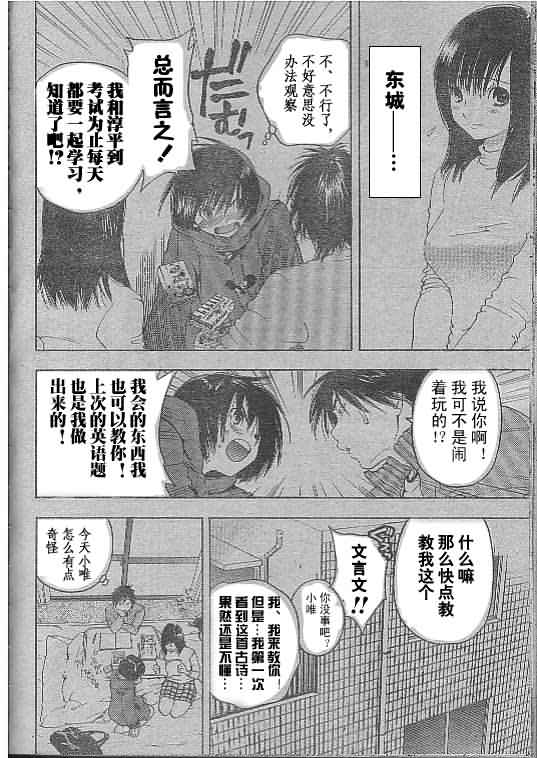 东城
———…
不、不行了，
不好意思没
办法观察
总而言之！
我和淳平到
考试为止每天
都要一起学习，
知道了吧!?
我说你啊！
我可不是闹
着玩的!?
我会的东西我
也可以教你！
上次的英语题
也是我做
出来的！
什么嘛
那么快点教
教我这个
文言文!!
你没事吧？
小唯
我、我来教你！
但是…我第一次
看到这首古诗…
果然还是不懂…
今天小唯
怎么有点
奇怪